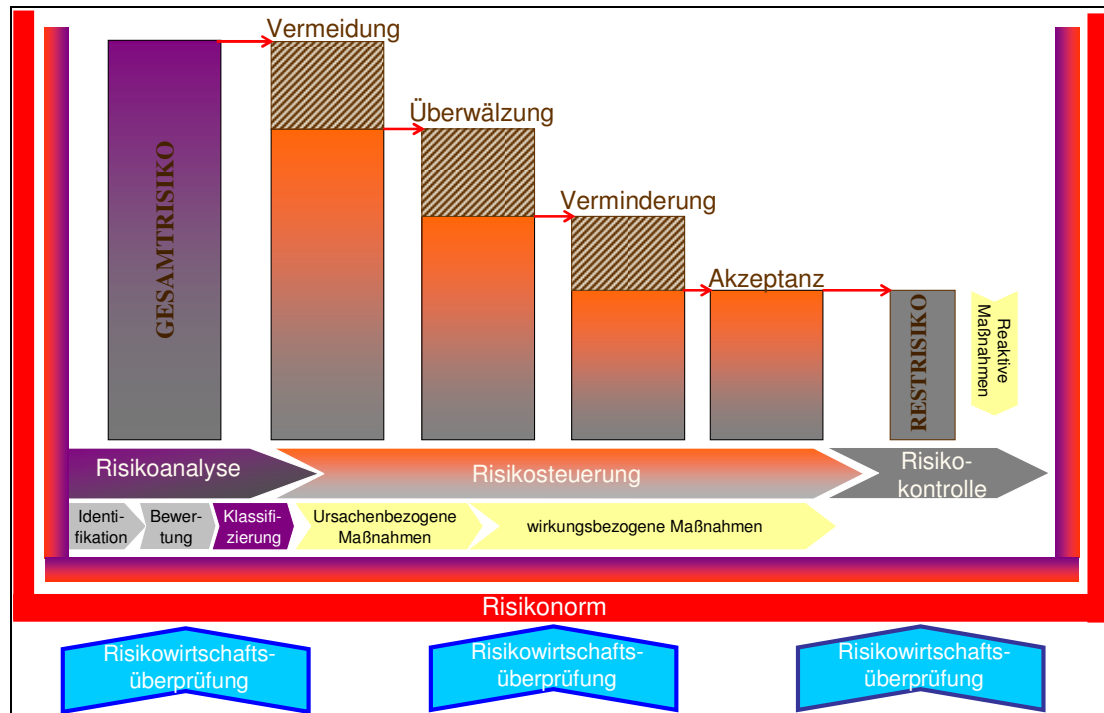 Vermeidung
Überwälzung
Verminderung
Akzeptanz
GESAMTRISIKO
RESTRISIKO
Reaktive
Maßnahmen
Risikoanalyse
Risikosteuerung
Risiko-
kontrolle
Identi-
fikation
Bewer-
tung
Klassifi-
zierung
Ursachenbezogene
Maßnahmen
wirkungsbezogene Maßnahmen
Risikonorm
Risikowirtschafts-
überprüfung
Risikowirtschafts-
überprüfung
Risikowirtschafts-
überprüfung